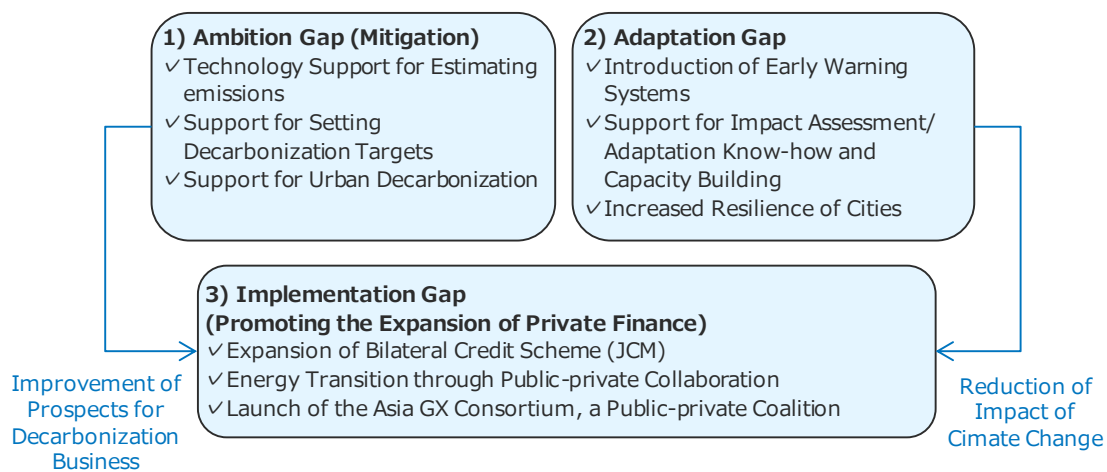 1) Ambition Gap (Mitigation)
✓Technology Support for Estimating
emissions
✓Support for Setting
Decarbonization Targets
✓Support for Urban Decarbonization
2) Adaptation Gap
✓Introduction of Early Warning
Systems
✓Support for Impact Assessment/
Adaptation Know-how and
Capacity Building
✓Increased Resilience of Cities
3) Implementation Gap
(Promoting the Expansion of Private Finance)
✓Expansion of Bilateral Credit Scheme (JCM)
✓Energy Transition through Public-private Collaboration
✓Launch of the Asia GX Consortium, a Public-private Coalition
Improvement of
Prospects for
Decarbonization
Business
Reduction of
Impact of
Cimate Change